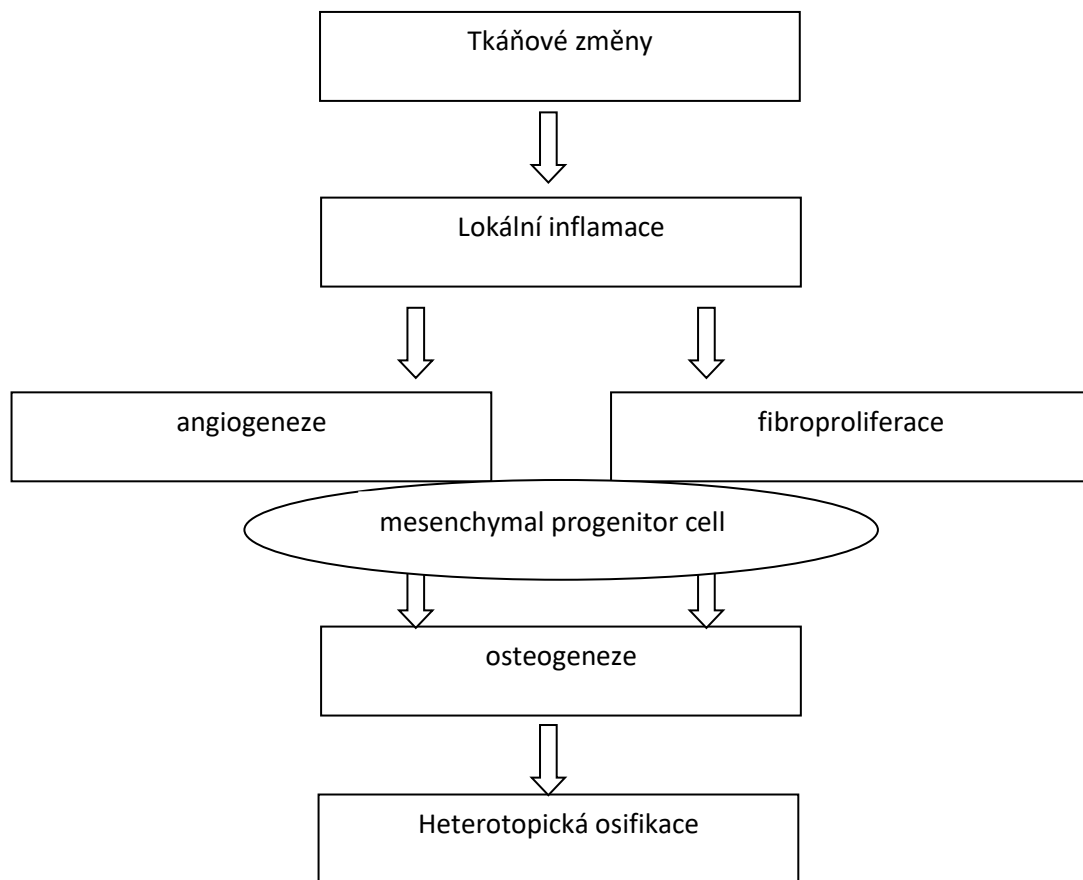 Tkáňové změny
Lokální inflamace
angiogeneze
fibroproliferace
mesenchymal progenitor cell
osteogeneze
Heterotopická osifikace